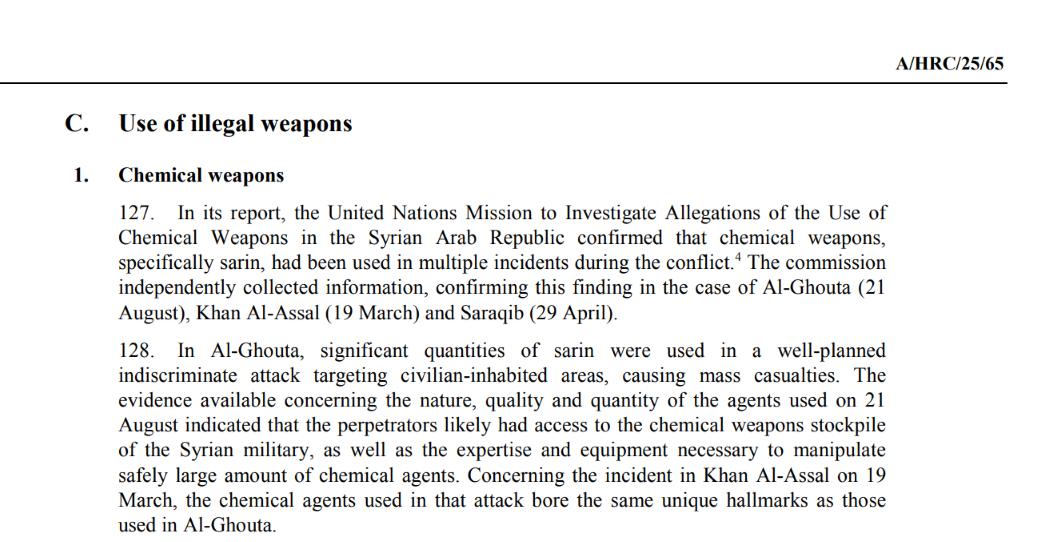 A/HRC/25/65
C. Use of illegal weapons
1. Chemical weapons
127. In its report, the United Nations Mission to Investigate Allegations of the Use of
Chemical Weapons in the Syrian Arab Republic confirmed that chemical weapons,
specifically sarin, had been used in multiple incidents during the conflict.⁴ The commission
independently collected information, confirming this finding in the case of Al-Ghouta (21
August), Khan Al-Assal (19 March) and Saraqib (29 April).
128. In Al-Ghouta, significant quantities of sarin were used in a well-planned
indiscriminate attack targeting civilian-inhabited areas, causing mass casualties. The
evidence available concerning the nature, quality and quantity of the agents used on 21
August indicated that the perpetrators likely had access to the chemical weapons stockpile
of the Syrian military, as well as the expertise and equipment necessary to manipulate
safely large amount of chemical agents. Concerning the incident in Khan Al-Assal on 19
March, the chemical agents used in that attack bore the same unique hallmarks as those
used in Al-Ghouta.